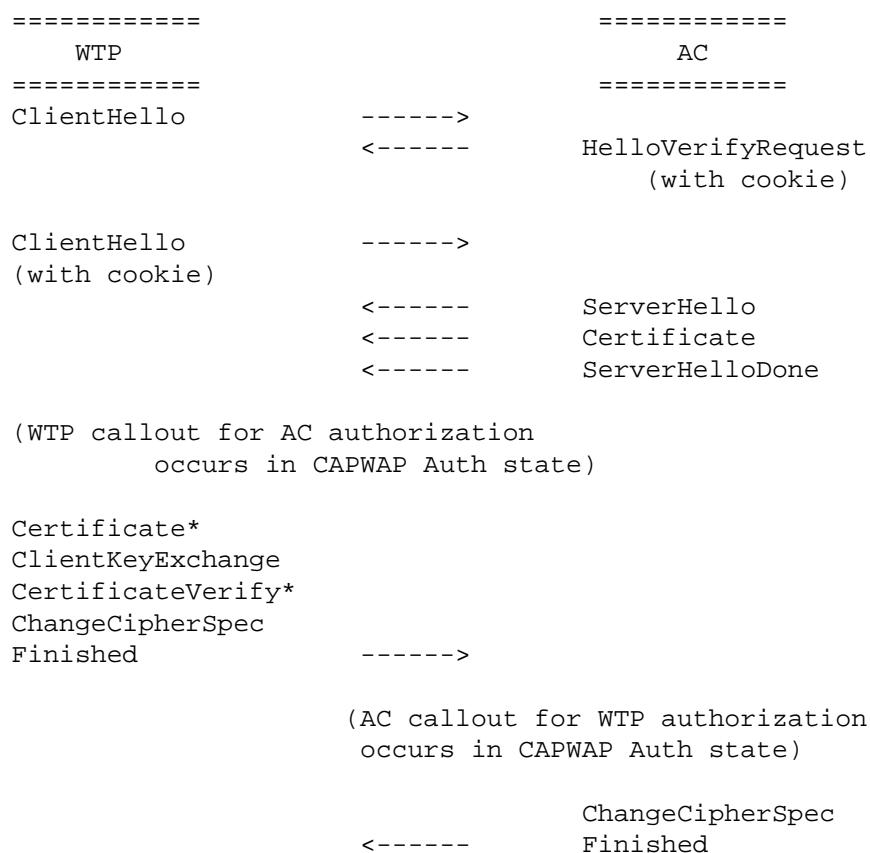 ============                         ============
    WTP                                   AC
============                         ============
ClientHello           ------>
                      <------       HelloVerifyRequest
                                        (with cookie)
ClientHello           ------>
(with cookie)
                      <------       ServerHello
                      <------       Certificate
                      <------       ServerHelloDone
(WTP callout for AC authorization
         occurs in CAPWAP Auth state)
Certificate*
ClientKeyExchange
CertificateVerify*
ChangeCipherSpec
Finished              ------>
                     (AC callout for WTP authorization
                      occurs in CAPWAP Auth state)
                                    ChangeCipherSpec
                      <------       Finished